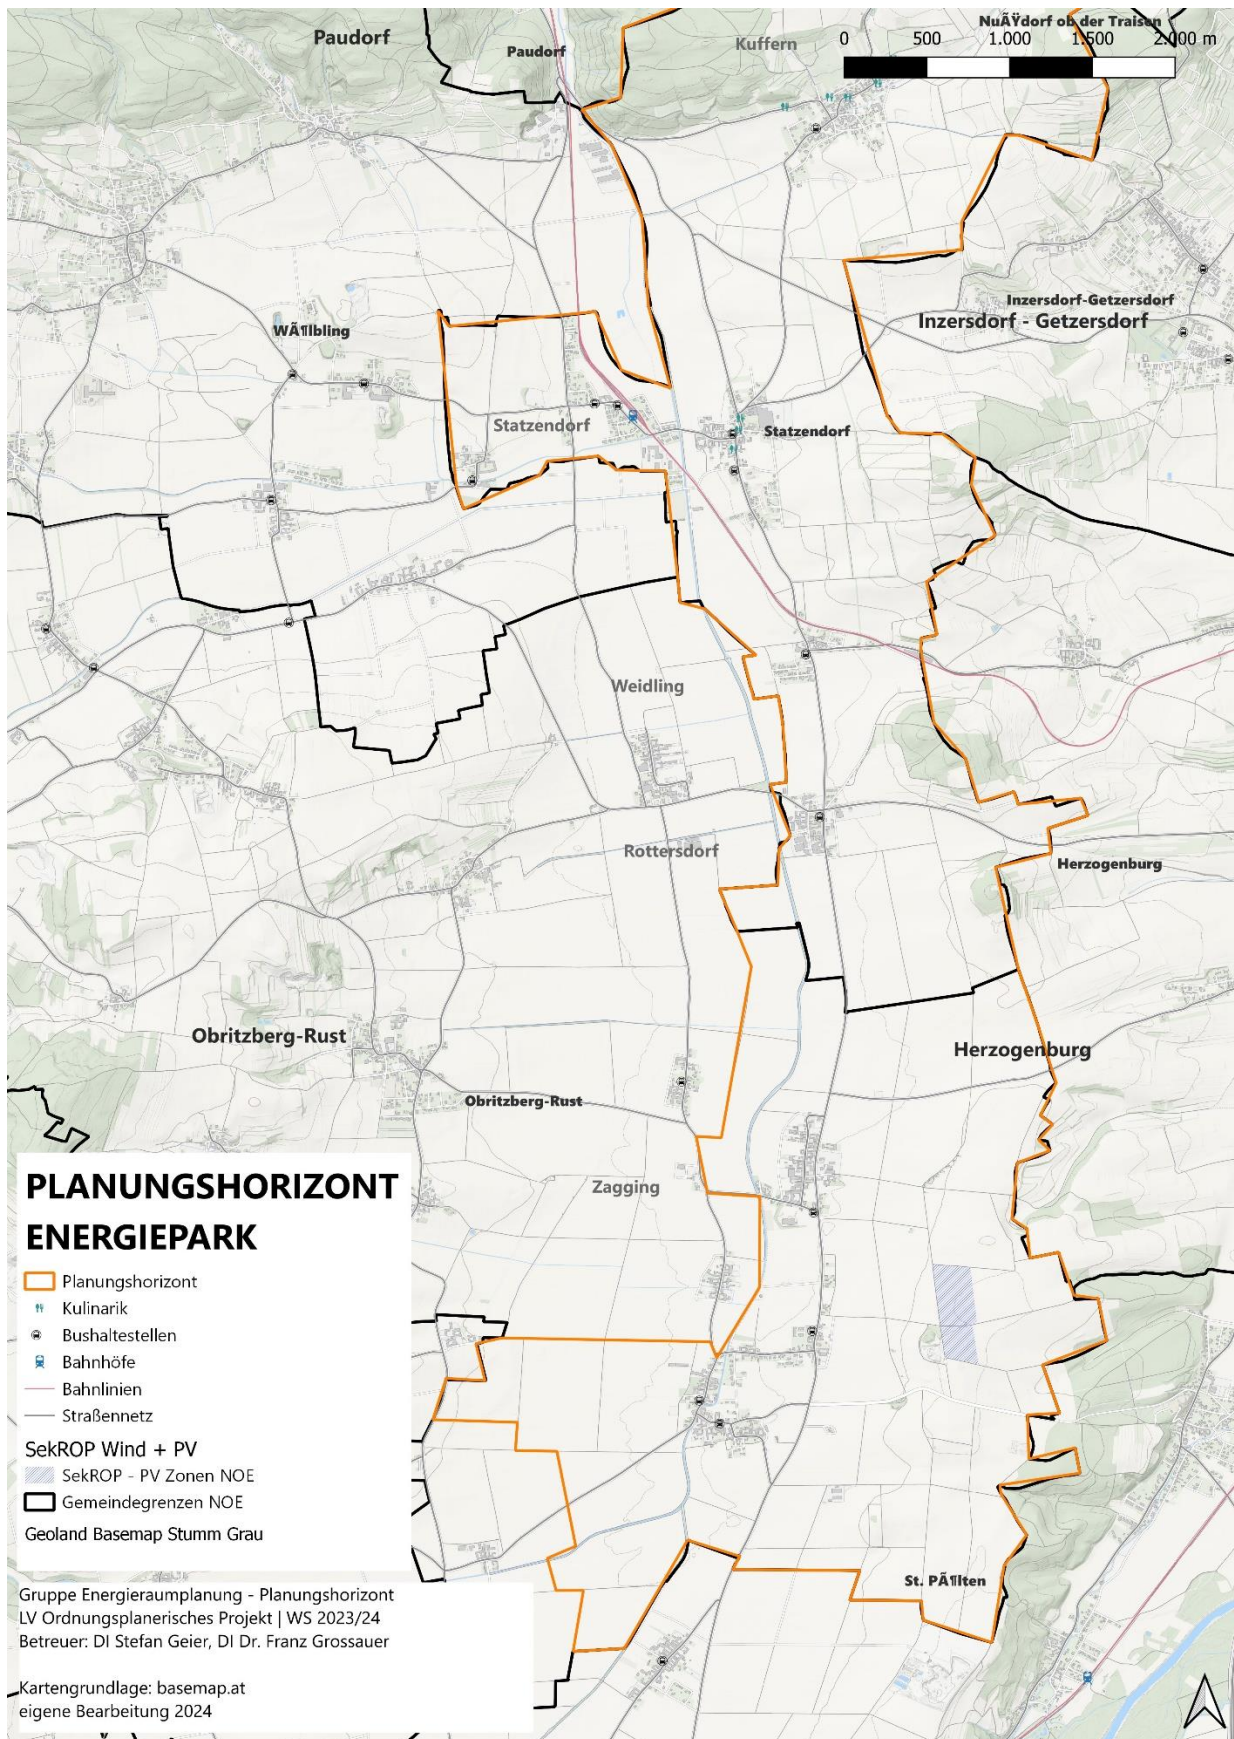 NuÃŸdorf ob der Traisen
Paudorf
Kuffern
0 500 1.000 1.500 2.000 m
Paudorf
Inzersdorf-Getzersdorf
Inzersdorf - Getzersdorf
WÃ¶lbling
Statzendorf
Statzendorf
Weidling
Rottersdorf
Herzogenburg
Obritzberg-Rust
Herzogenburg
Obritzberg-Rust
Zagging
PLANUNGSHORIZONT
ENERGIEPARK
Planungshorizont
Kulinarik
Bushaltestellen
Bahnhöfe
Bahnlinien
Straßennetz
SekROP Wind + PV
SekROP - PV Zonen NOE
Gemeindegrenzen NOE
Geoland Basemap Stumm Grau
St. PÃ¶lten
Gruppe Energieraumplanung - Planungshorizont
LV Ordnungsplanerisches Projekt | WS 2023/24
Betreuer: DI Stefan Geier, DI Dr. Franz Grossauer
Kartengrundlage: basemap.at
eigene Bearbeitung 2024